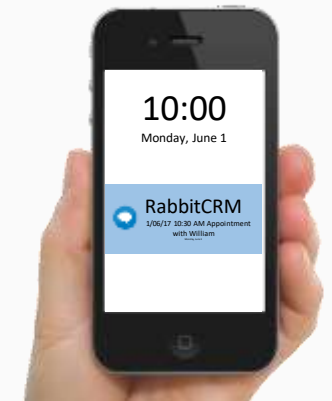 10:00
Monday, June 1
RabbitCRM
1/06/17 10:30 AM Appointment
with William